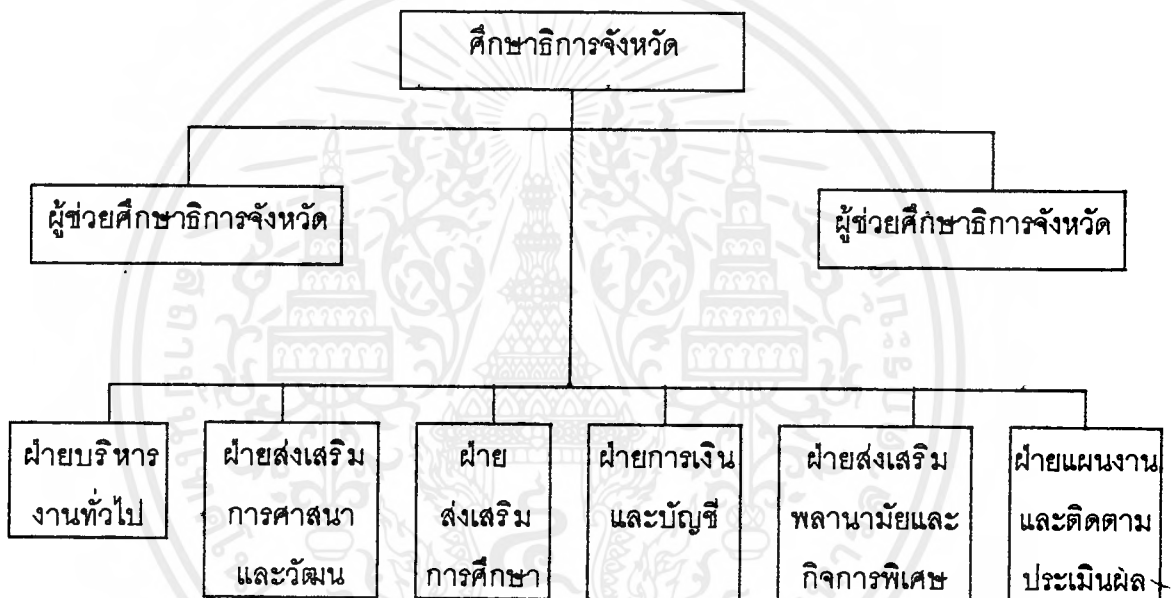 ศึกษาธิการจังหวัด
ผู้ช่วยศึกษาธิการจังหวัด
ผู้ช่วยศึกษาธิการจังหวัด
ฝ่ายบริหาร
งานทั่วไป
ฝ่ายส่งเสริม
การศาสนา
และวัฒน
ฝ่าย
ส่งเสริม
การศึกษา
ฝ่ายการเงิน
และบัญชี
ฝ่ายส่งเสริม
พลานามัยและ
กิจการพิเศษ
ฝ่ายแผนงาน
และติดตาม
ประเมินผล